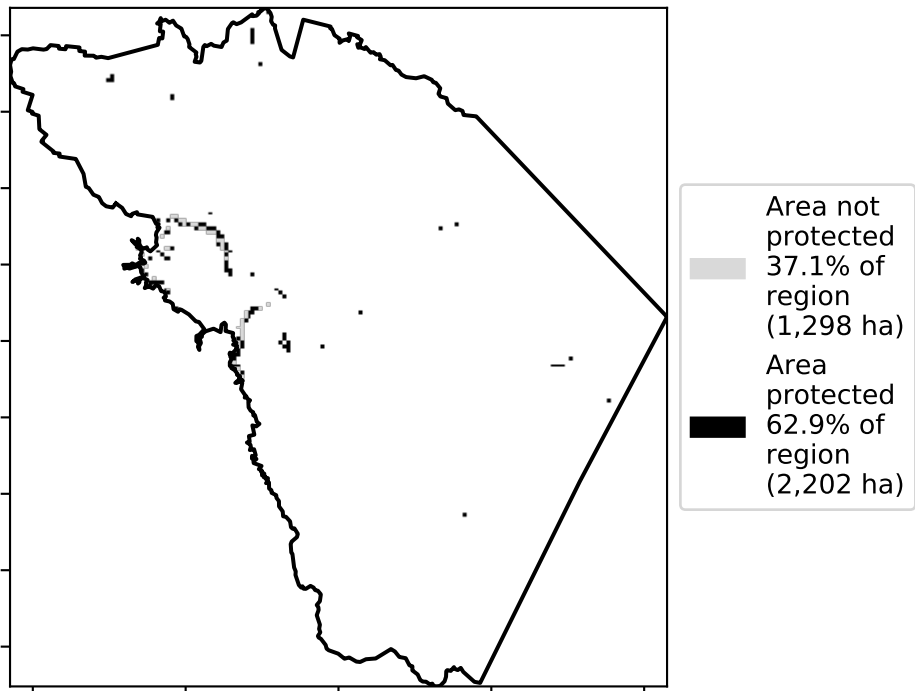 Area not
protected
37.1% of
region
(1,298 ha)
Area
protected
62.9% of
region
(2,202 ha)